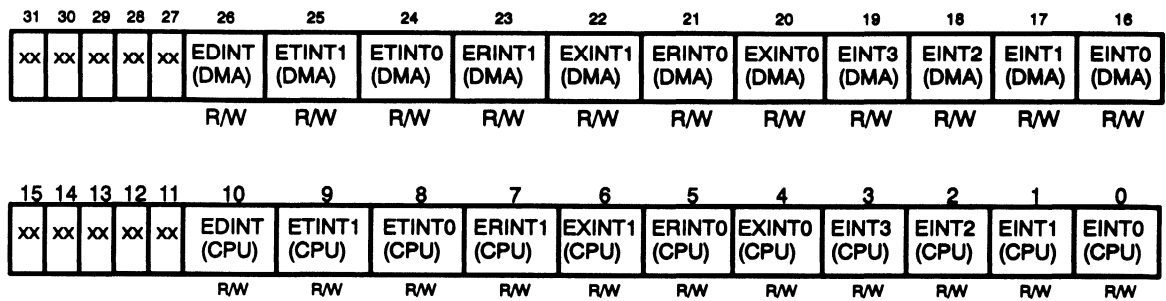 31 30 29 28 27 26 25 24 23 22 21 20 19 18 17 16
xx xx xx xx xx EDINT ETINT1 ETINT0 ERINT1 EXINT1 ERINT0 EXINT0 EINT3 EINT2 EINT1 EINT0
(DMA) (DMA) (DMA) (DMA) (DMA) (DMA) (DMA) (DMA) (DMA) (DMA) (DMA)
R/W R/W R/W R/W R/W R/W R/W R/W R/W R/W R/W
15 14 13 12 11 10 9 8 7 6 5 4 3 2 1 0
xx xx xx xx xx EDINT ETINT1 ETINT0 ERINT1 EXINT1 ERINT0 EXINT0 EINT3 EINT2 EINT1 EINT0
(CPU) (CPU) (CPU) (CPU) (CPU) (CPU) (CPU) (CPU) (CPU) (CPU) (CPU)
R/W R/W R/W R/W R/W R/W R/W R/W R/W R/W R/W